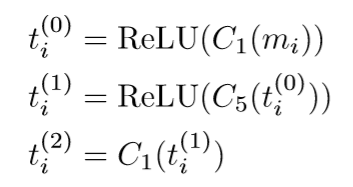 t_i^{(0)} = ReLU(C_1(m_i))
t_i^{(1)} = ReLU(C_5(t_i^{(0)}))
t_i^{(2)} = C_1(t_i^{(1)})